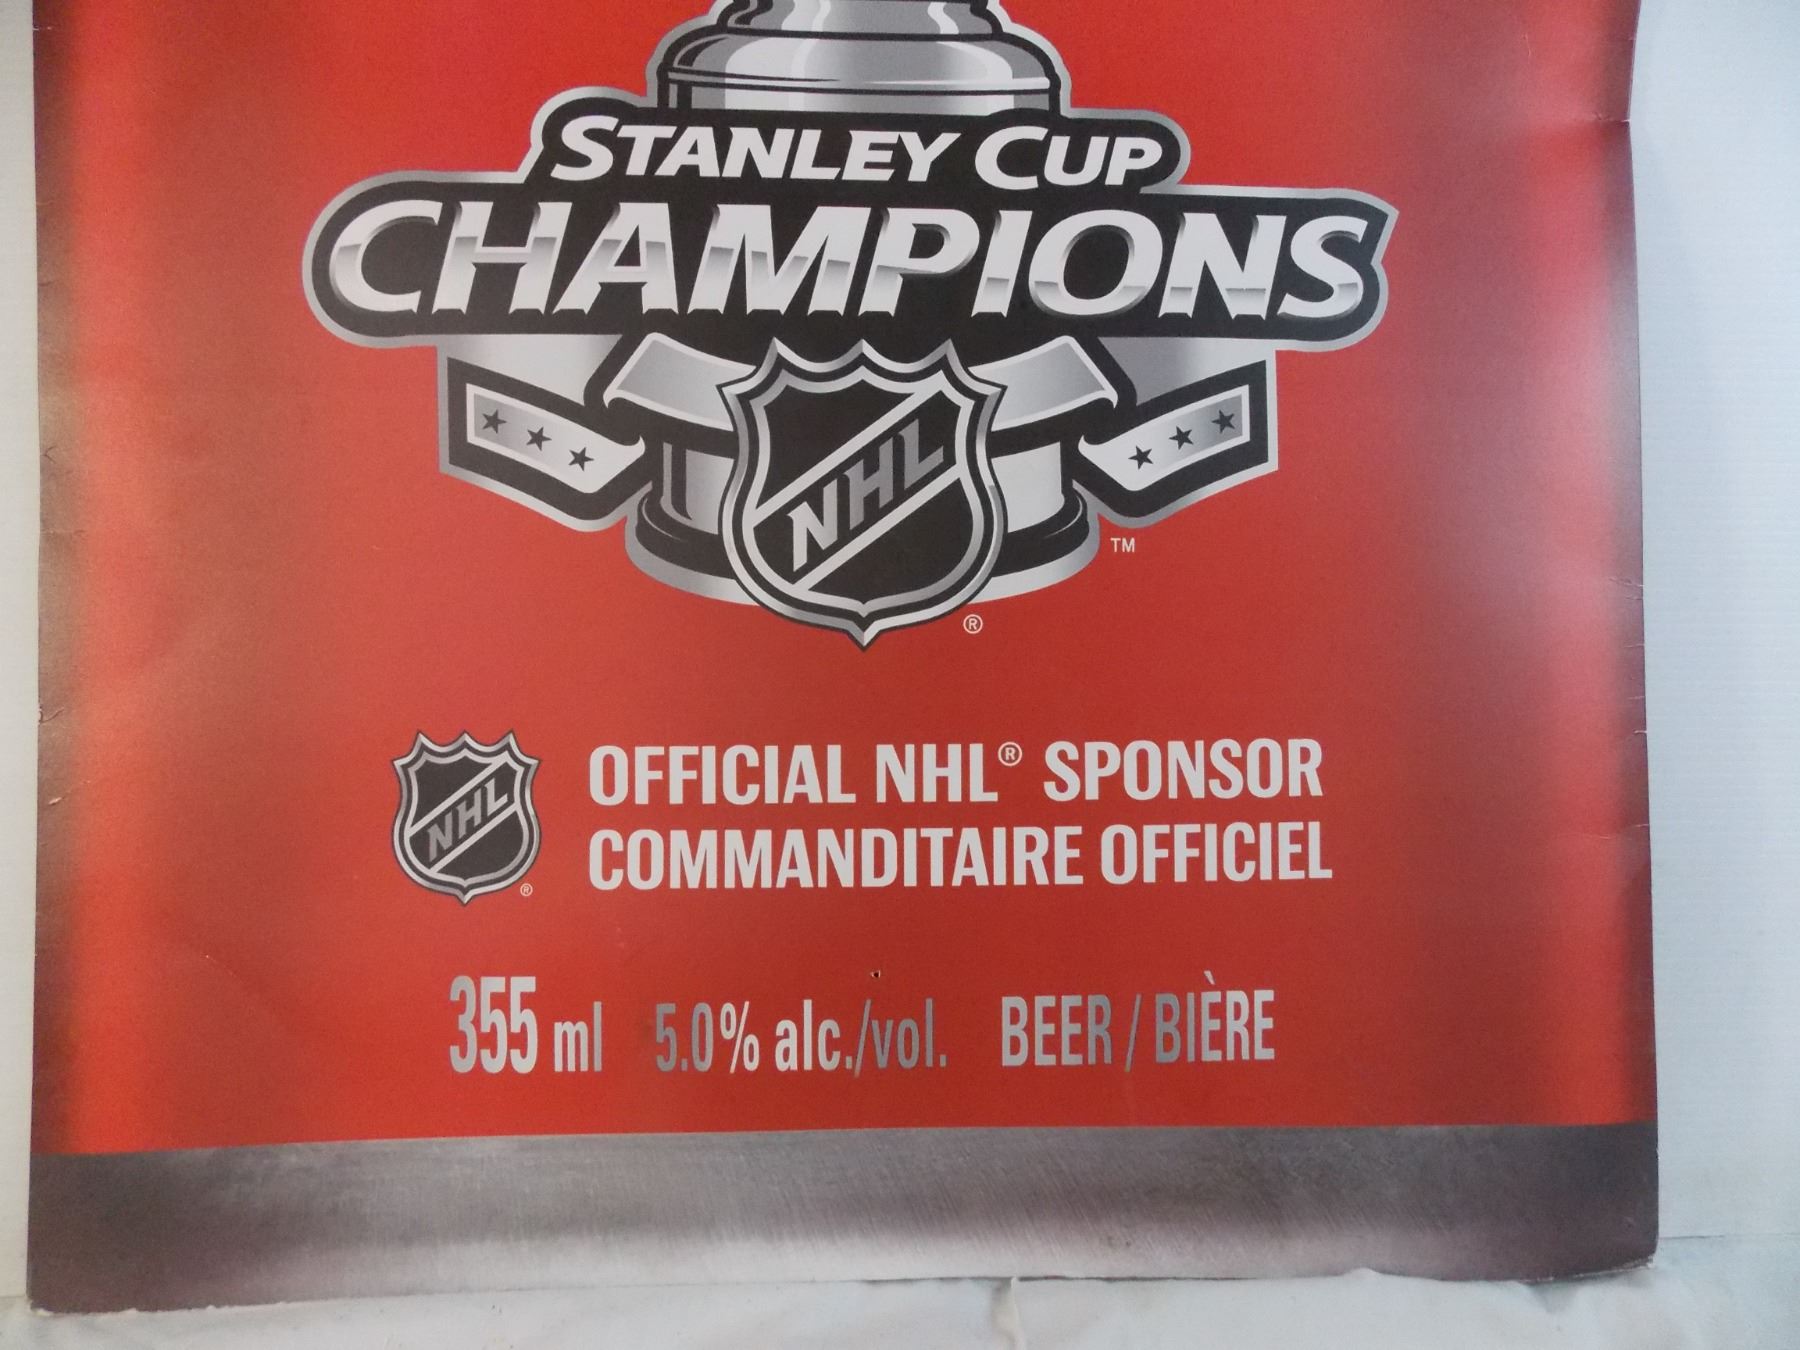 STANLEY CUP
CHAMPIONS
NHL
TM
®
NHL
®
OFFICIAL NHL® SPONSOR
COMMANDITAIRE OFFICIEL
355 ml 5.0% alc./vol. BEER / BIÈRE